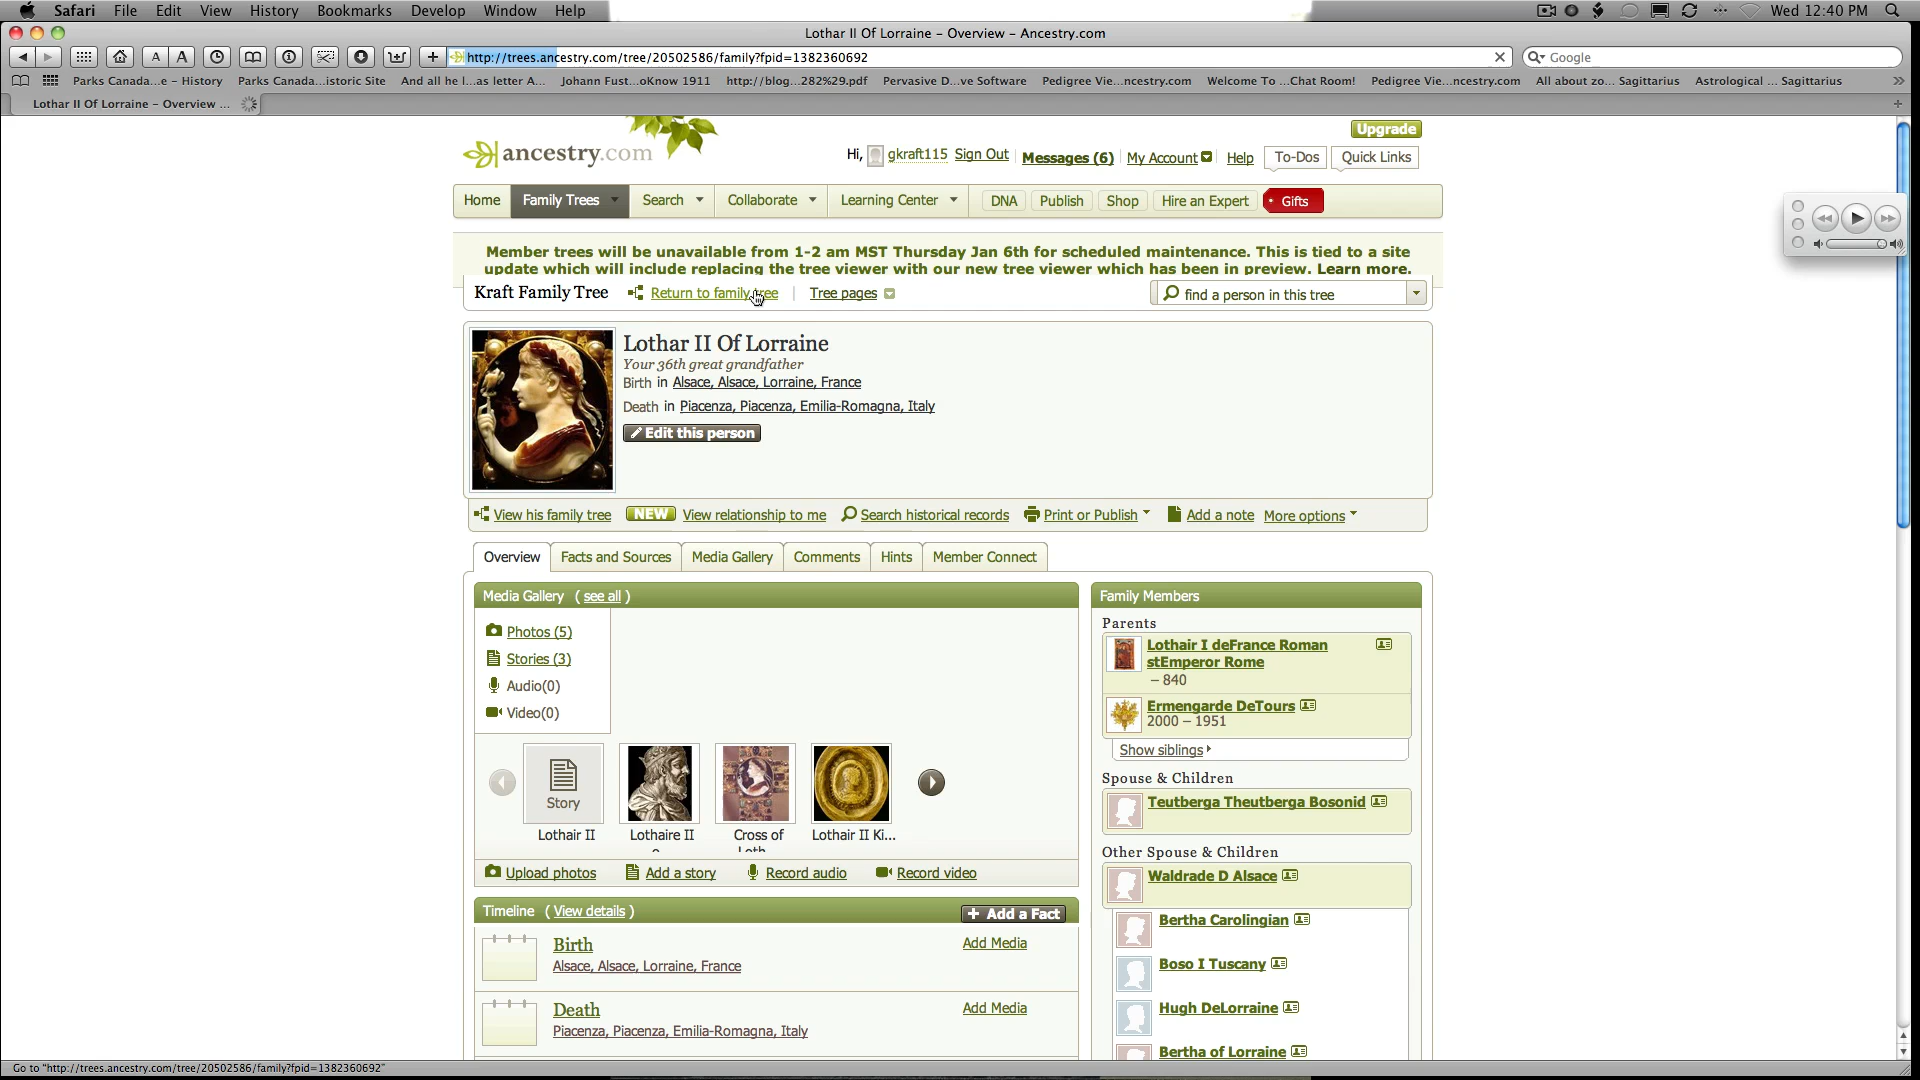 Safari File Edit View History Bookmarks Develop Window Help Wed 12:40 PM
Lothar II Of Lorraine – Overview – Ancestry.com
A A http://trees.ancestry.com/tree/20502586/family?fpid=1382360692 Google
Parks Canada...e – History Parks Canada...istoric Site And all he l...as letter A... Johann Fust...oKnow 1911 http://blog...282%29.pdf Pervasive D...ve Software Pedigree Vie...ncestry.com Welcome To ...Chat Room! Pedigree Vie...ncestry.com All about zo... Sagittarius Astrological ... Sagittarius
Lothar II Of Lorraine – Overview ...
Upgrade
ancestry.com
Hi, gkraft115 Sign Out Messages (6) My Account Help To-Dos Quick Links
Home Family Trees Search Collaborate Learning Center DNA Publish Shop Hire an Expert Gifts
Member trees will be unavailable from 1-2 am MST Thursday Jan 6th for scheduled maintenance. This is tied to a site
update which will include replacing the tree viewer with our new tree viewer which has been in preview. Learn more.
Kraft Family Tree Return to family tree | Tree pages find a person in this tree
Lothar II Of Lorraine
Your 36th great grandfather
Birth in Alsace, Alsace, Lorraine, France
Death in Piacenza, Piacenza, Emilia-Romagna, Italy
Edit this person
View his family tree NEW View relationship to me Search historical records Print or Publish Add a note More options
Overview Facts and Sources Media Gallery Comments Hints Member Connect
Media Gallery ( see all )
Photos (5)
Stories (3)
Audio(0)
Video(0)
Story
Lothair II Lothaire II Cross of Lothair II Ki...
o... Loth...
Upload photos Add a story Record audio Record video
Timeline ( View details ) + Add a Fact
Birth Add Media
Alsace, Alsace, Lorraine, France
Death Add Media
Piacenza, Piacenza, Emilia-Romagna, Italy
Family Members
Parents
Lothair I deFrance Roman
stEmperor Rome
– 840
Ermengarde DeTours
2000 – 1951
Show siblings
Spouse & Children
Teutberga Theutberga Bosonid
Other Spouse & Children
Waldrade D Alsace
Bertha Carolingian
Boso I Tuscany
Hugh DeLorraine
Bertha of Lorraine
Go to "http://trees.ancestry.com/tree/20502586/family?fpid=1382360692"